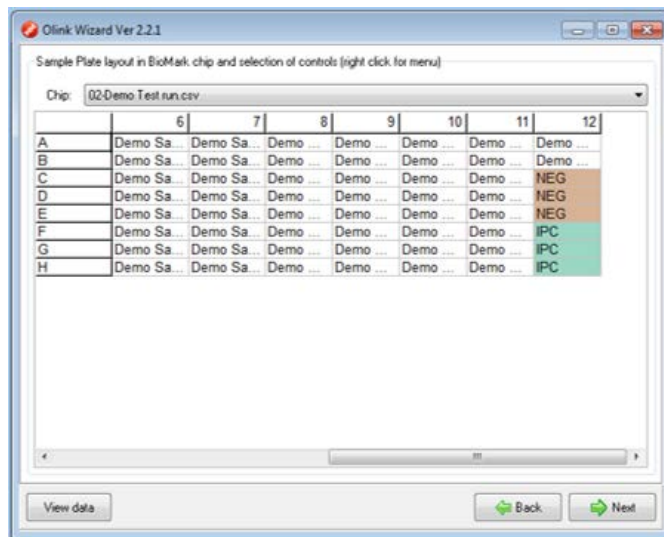 Olink Wizard Ver 2.2.1
Sample Plate layout in BioMark chip and selection of controls (right click for menu)
Chip: 02-Demo Test run.csv
6 7 8 9 10 11 12
A Demo Sa... Demo Sa... Demo ... Demo ... Demo ... Demo ... Demo ...
B Demo Sa... Demo Sa... Demo ... Demo ... Demo ... Demo ... Demo ...
C Demo Sa... Demo Sa... Demo ... Demo ... Demo ... Demo ... NEG
D Demo Sa... Demo Sa... Demo ... Demo ... Demo ... Demo ... NEG
E Demo Sa... Demo Sa... Demo ... Demo ... Demo ... Demo ... NEG
F Demo Sa... Demo Sa... Demo ... Demo ... Demo ... Demo ... IPC
G Demo Sa... Demo Sa... Demo ... Demo ... Demo ... Demo ... IPC
H Demo Sa... Demo Sa... Demo ... Demo ... Demo ... Demo ... IPC
View data Back Next